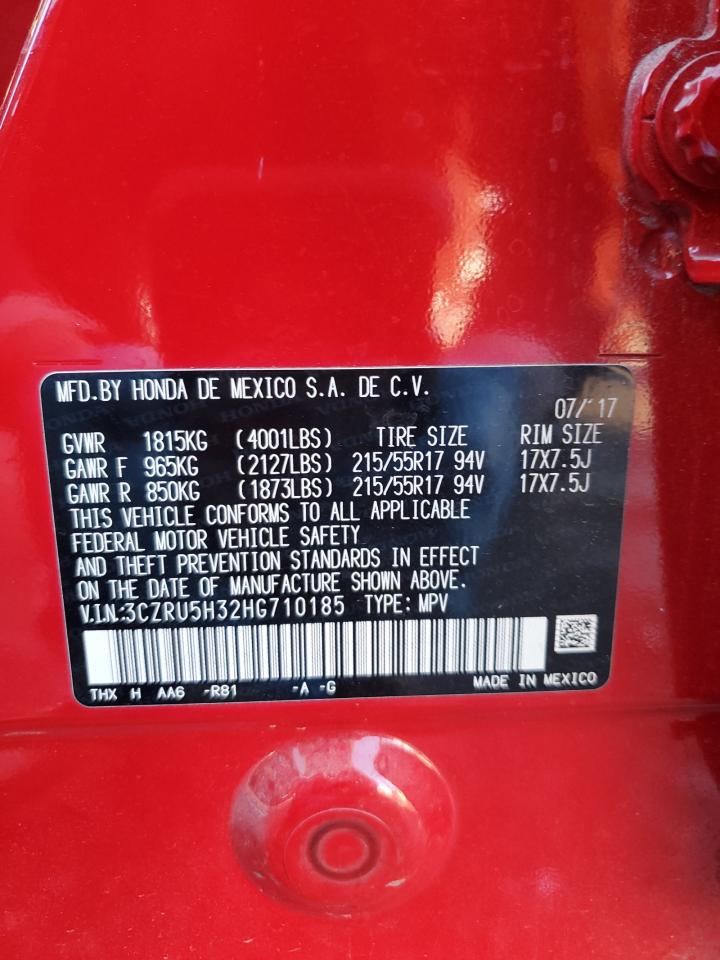 MFD.BY HONDA DE MEXICO S.A. DE C.V.
07/'17
GVWR 1815KG (4001LBS) TIRE SIZE RIM SIZE
GAWR F 965KG (2127LBS) 215/55R17 94V 17X7.5J
GAWR R 850KG (1873LBS) 215/55R17 94V 17X7.5J
THIS VEHICLE CONFORMS TO ALL APPLICABLE
FEDERAL MOTOR VEHICLE SAFETY
AND THEFT PREVENTION STANDARDS IN EFFECT
ON THE DATE OF MANUFACTURE SHOWN ABOVE.
V.I.N.:3CZRU5H32HG710185 TYPE: MPV
THX H AA6 -R81 -A -G MADE IN MEXICO